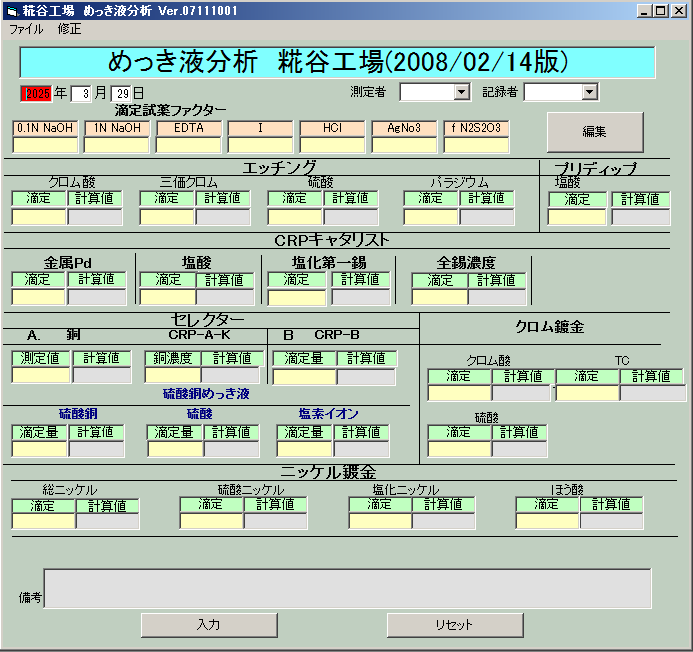 糀谷工場 めっき液分析 Ver.07111001
ファイル 修正
めっき液分析 糀谷工場(2008/02/14版)
2025 年 3 月 29 日 測定者 記録者
滴定試薬ファクター
0.1N NaOH 1N NaOH EDTA I HCl AgNo3 f N2S2O3
編集
エッチング プリディップ
クロム酸 三価クロム 硫酸 パラジウム 塩酸
滴定 計算値 滴定 計算値 滴定 計算値 滴定 計算値 滴定 計算値
CRPキャタリスト
金属Pd 塩酸 塩化第一錫 全錫濃度
滴定 計算値 滴定 計算値 滴定 計算値 滴定 計算値
セレクター クロム鍍金
A. 銅 CRP-A-K B CRP-B
測定値 計算値 銅濃度 計算値 滴定量 計算値
クロム酸 TC
滴定 計算値 滴定 計算値
硫酸銅めっき液
硫酸銅 硫酸 塩素イオン 硫酸
滴定量 計算値 滴定量 計算値 滴定量 計算値 滴定 計算値
ニッケル鍍金
総ニッケル 硫酸ニッケル 塩化ニッケル ほう酸
滴定 計算値 滴定 計算値 滴定 計算値 滴定 計算値
備考
入力 リセット